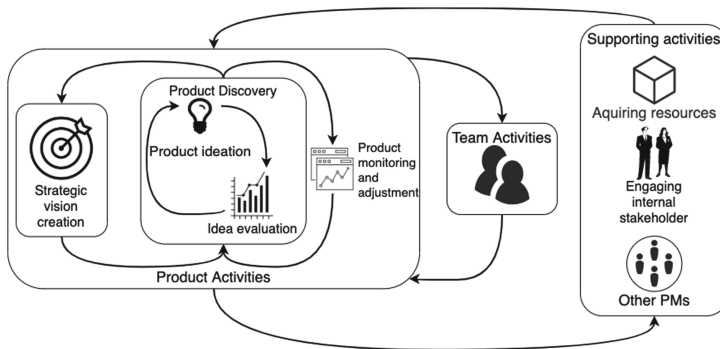 Supporting activities
Product Discovery
Aquiring resources
Product ideation
Product
monitoring
and
adjustment
Team Activities
Strategic
vision
creation
Engaging
internal
stakeholder
Idea evaluation
Product Activities
Other PMs